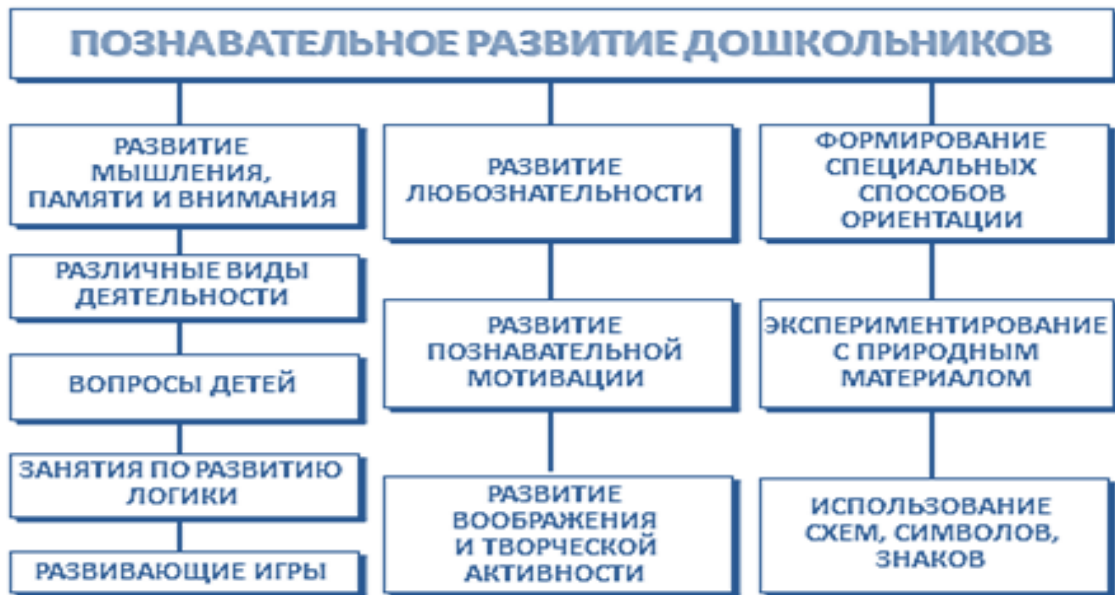 ПОЗНАВАТЕЛЬНОЕ РАЗВИТИЕ ДОШКОЛЬНИКОВ
РАЗВИТИЕ
МЫШЛЕНИЯ,
ПАМЯТИ И ВНИМАНИЯ
РАЗЛИЧНЫЕ ВИДЫ
ДЕЯТЕЛЬНОСТИ
ВОПРОСЫ ДЕТЕЙ
ЗАНЯТИЯ ПО РАЗВИТИЮ
ЛОГИКИ
РАЗВИВАЮЩИЕ ИГРЫ
РАЗВИТИЕ
ЛЮБОЗНАТЕЛЬНОСТИ
РАЗВИТИЕ
ПОЗНАВАТЕЛЬНОЙ
МОТИВАЦИИ
РАЗВИТИЕ
ВООБРАЖЕНИЯ
И ТВОРЧЕСКОЙ
АКТИВНОСТИ
ФОРМИРОВАНИЕ
СПЕЦИАЛЬНЫХ
СПОСОБОВ
ОРИЕНТАЦИИ
ЭКСПЕРИМЕНТИРОВАНИЕ
С ПРИРОДНЫМ
МАТЕРИАЛОМ
ИСПОЛЬЗОВАНИЕ
СХЕМ, СИМВОЛОВ,
ЗНАКОВ